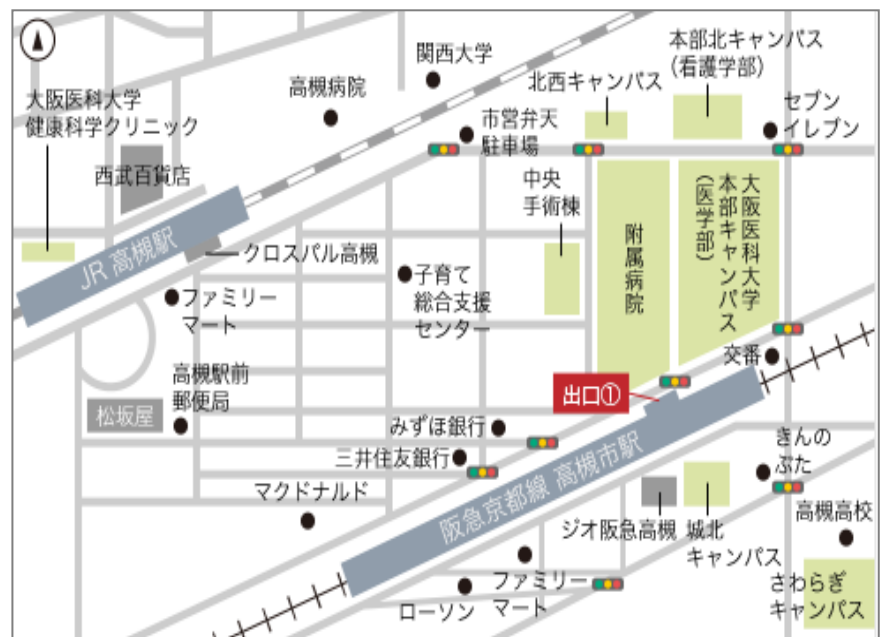 関西大学
本部北キャンパス
（看護学部）
高槻病院
北西キャンパス
大阪医科大学
健康科学クリニック
市営弁天
駐車場
セブン
イレブン
西武百貨店
中央
手術棟
附属病院
大阪医科大学
本部キャンパス
（医学部）
JR 高槻駅
クロスパル高槻
ファミリー
マート
子育て
総合支援
センター
交番
高槻駅前
郵便局
出口①
松坂屋
みずほ銀行
三井住友銀行
きんの
ぶた
マクドナルド
阪急京都線 高槻市駅
ジオ阪急高槻
城北
キャンパス
高槻高校
ファミリー
マート
ローソン
さわらぎ
キャンパス